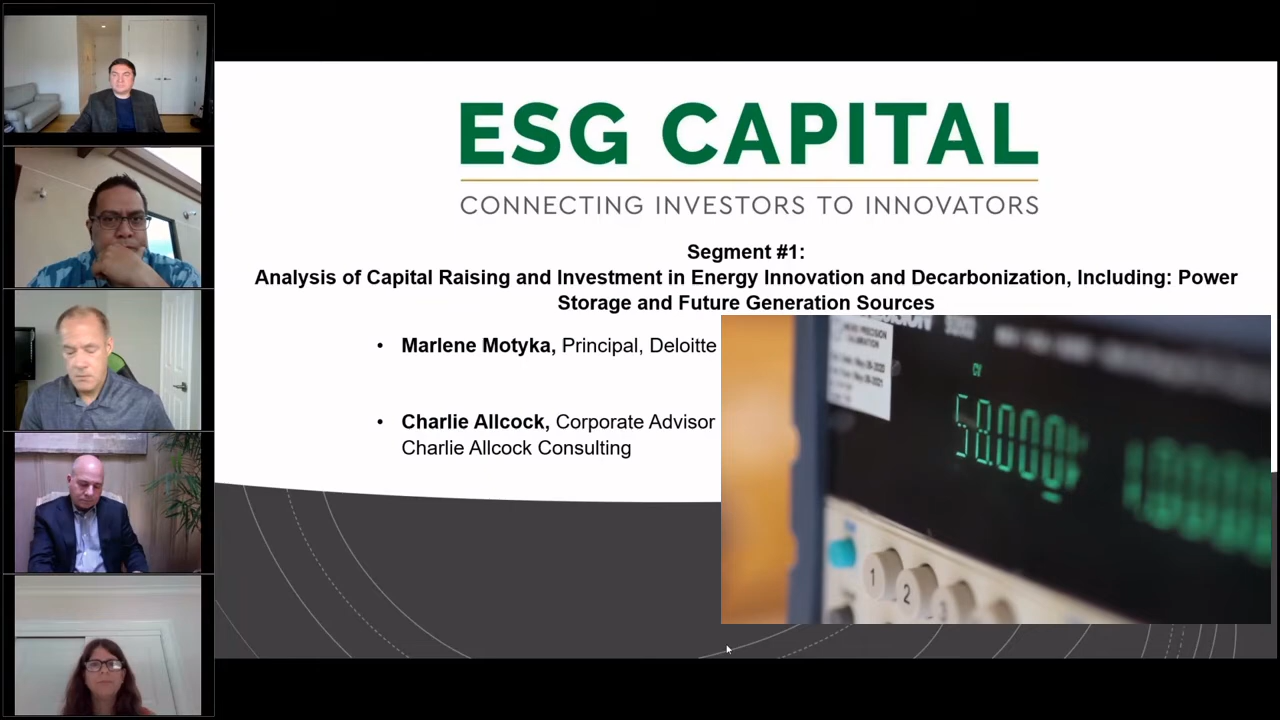 ESG CAPITAL
CONNECTING INVESTORS TO INNOVATORS
Segment #1:
Analysis of Capital Raising and Investment in Energy Innovation and Decarbonization, Including: Power
Storage and Future Generation Sources
• Marlene Motyka, Principal, Deloitte
• Charlie Allcock, Corporate Advisor
Charlie Allcock Consulting
CV
58.000
1
2
3